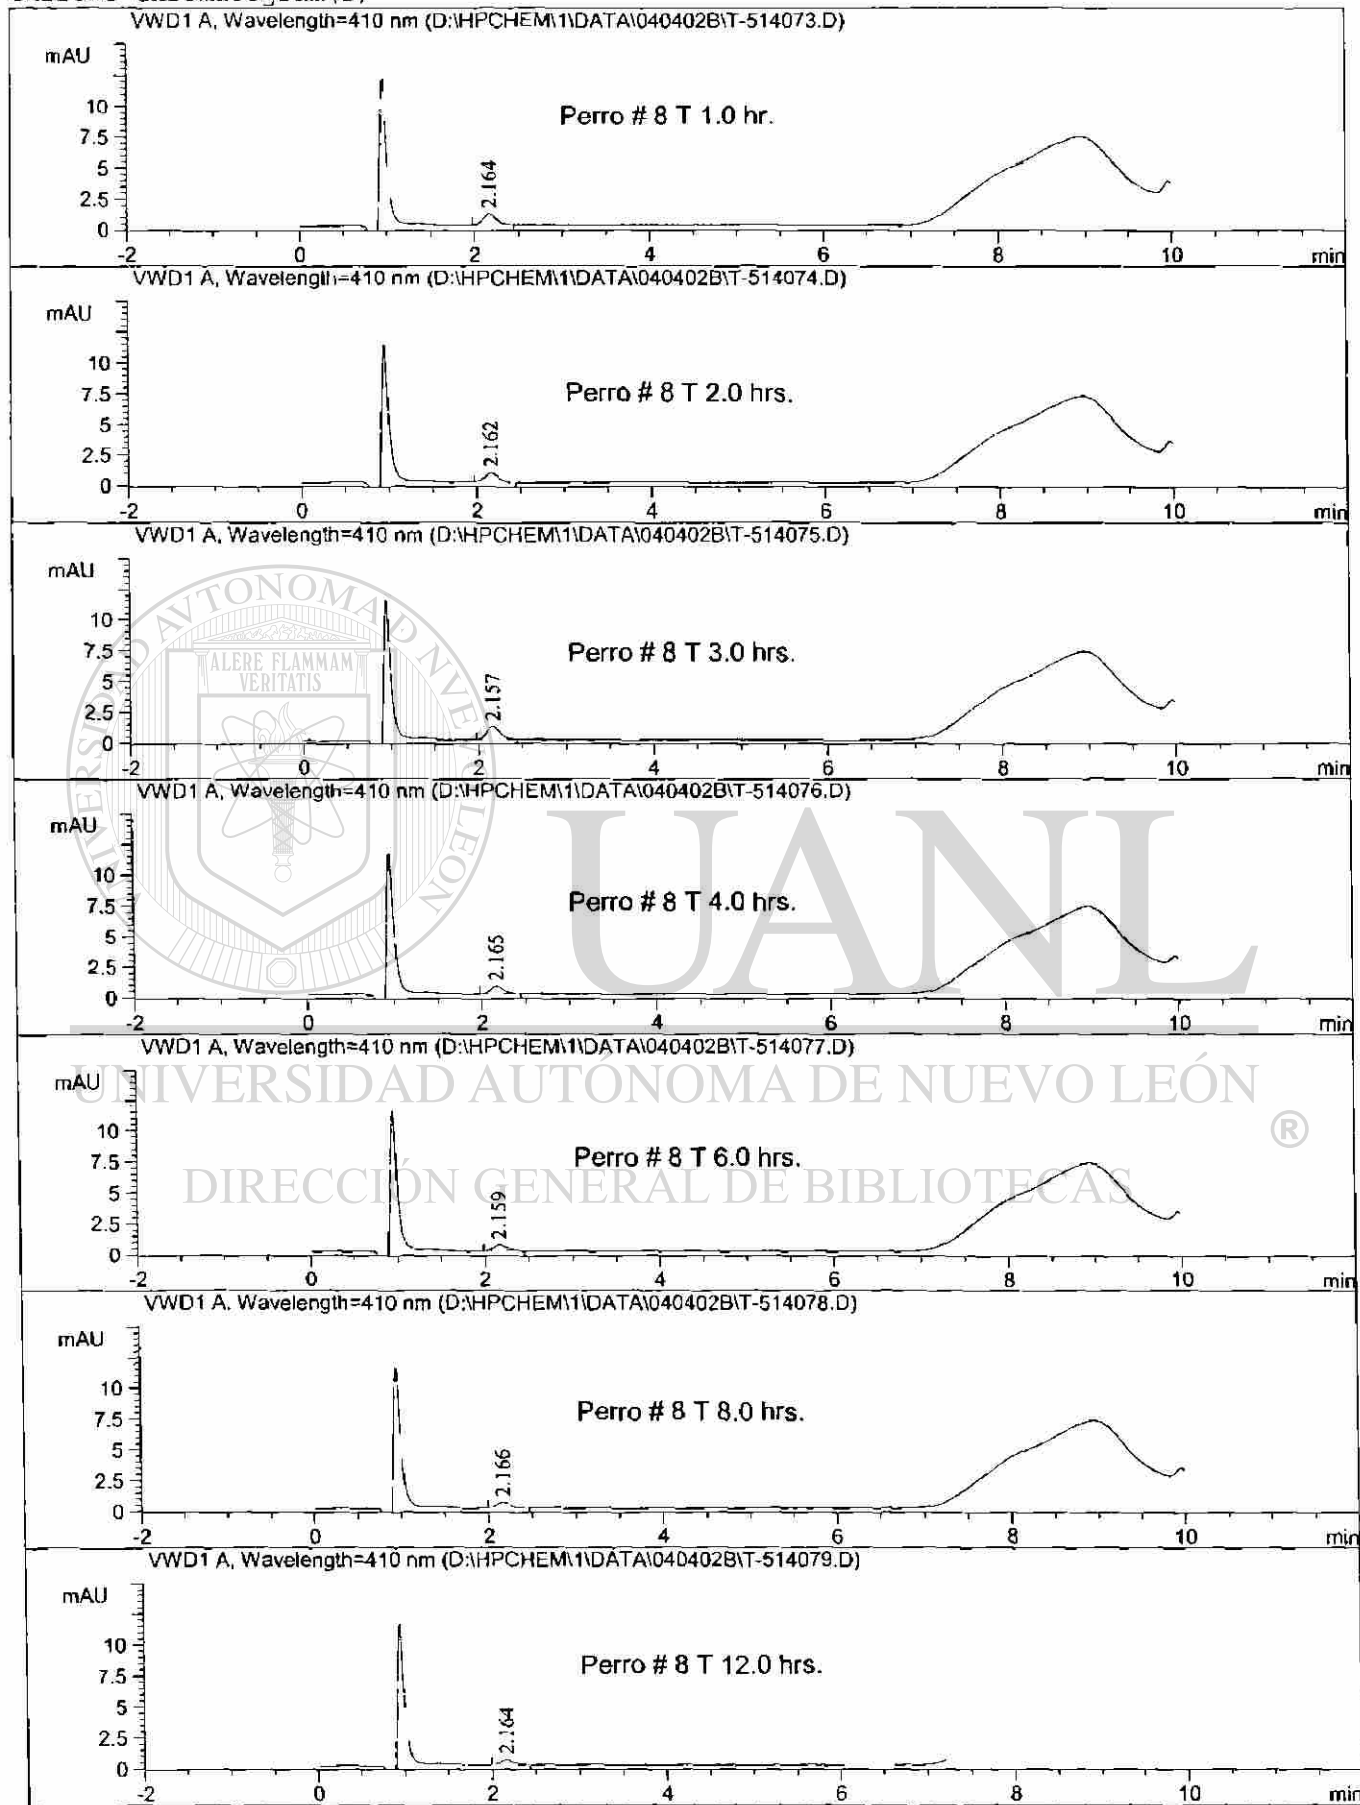 VWD1 A, Wavelength=410 nm (D:\HPCHEM\1\DATA\040402B\T-514073.D)
mAU
Perro # 8 T 1.0 hr.
10
7.5
5
2.5
0
2.164
-2 0 2 4 6 8 10 min
VWD1 A, Wavelength=410 nm (D:\HPCHEM\1\DATA\040402B\T-514074.D)
mAU
Perro # 8 T 2.0 hrs.
10
7.5
5
2.5
0
2.162
-2 0 2 4 6 8 10 min
VWD1 A, Wavelength=410 nm (D:\HPCHEM\1\DATA\040402B\T-514075.D)
mAU
Perro # 8 T 3.0 hrs.
10
7.5
5
2.5
0
2.157
-2 0 2 4 6 8 10 min
VWD1 A, Wavelength=410 nm (D:\HPCHEM\1\DATA\040402B\T-514076.D)
mAU
Perro # 8 T 4.0 hrs.
10
7.5
5
2.5
0
2.165
-2 0 2 4 6 8 10 min
VWD1 A, Wavelength=410 nm (D:\HPCHEM\1\DATA\040402B\T-514077.D)
mAU
Perro # 8 T 6.0 hrs.
10
7.5
5
2.5
0
2.159
-2 0 2 4 6 8 10 min
VWD1 A, Wavelength=410 nm (D:\HPCHEM\1\DATA\040402B\T-514078.D)
mAU
Perro # 8 T 8.0 hrs.
10
7.5
5
2.5
0
2.166
-2 0 2 4 6 8 10 min
VWD1 A, Wavelength=410 nm (D:\HPCHEM\1\DATA\040402B\T-514079.D)
mAU
Perro # 8 T 12.0 hrs.
10
7.5
5
2.5
0
2.164
-2 0 2 4 6 8 10 min
UNIVERSIDAD AVTONOMA D NVEVO LEON
ALERE FLAMMAM
VERITATIS
UANL
UNIVERSIDAD AUTÓNOMA DE NUEVO LEÓN
®
DIRECCIÓN GENERAL DE BIBLIOTECAS